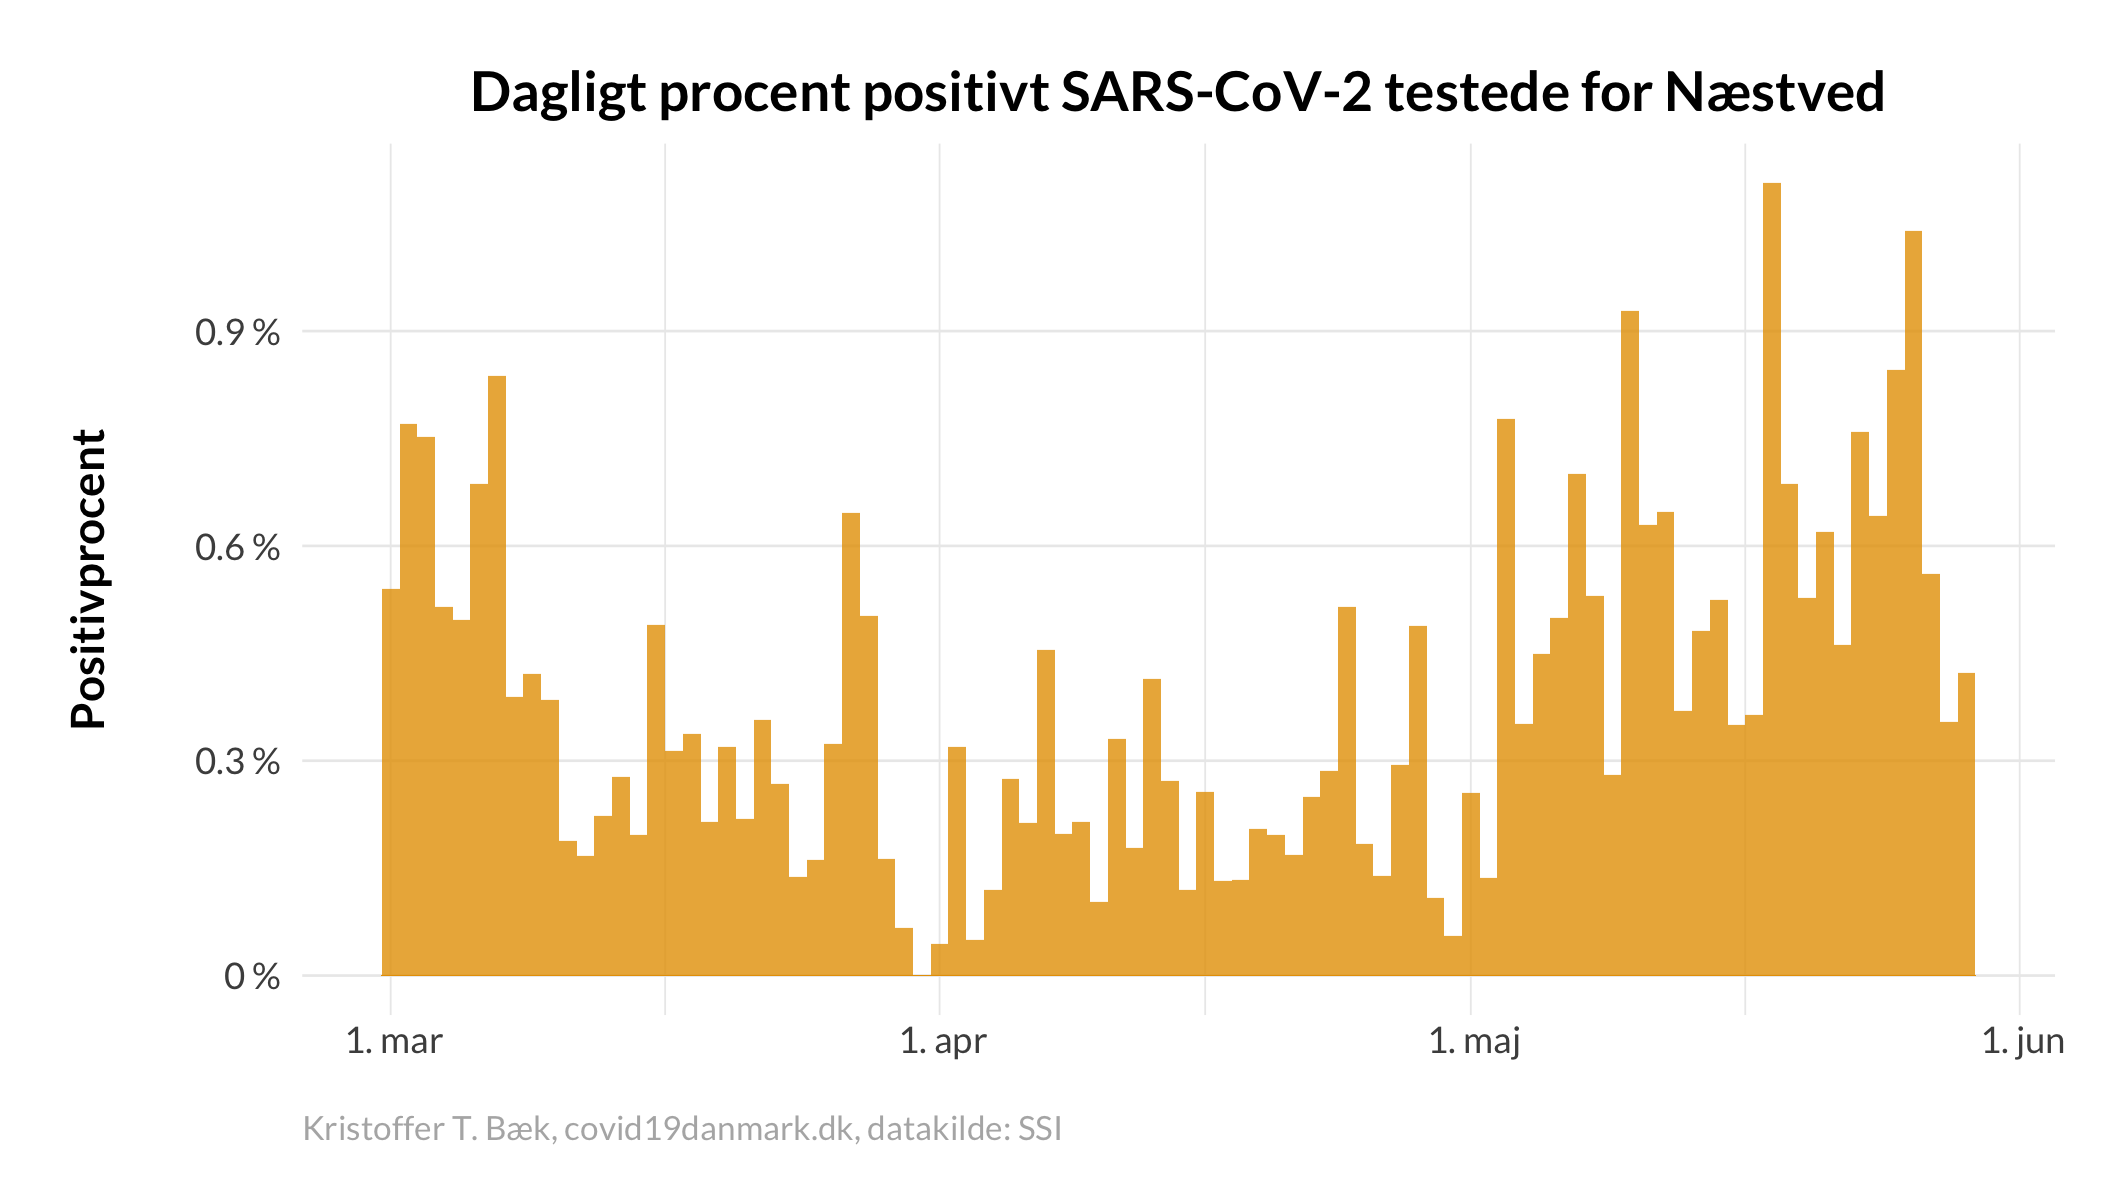 Dagligt procent positivt SARS-CoV-2 testede for Næstved
Positivprocent
0.9 %
0.6 %
0.3 %
0 %
1. mar
1. apr
1. maj
1. jun
Kristoffer T. Bæk, covid19danmark.dk, datakilde: SSI